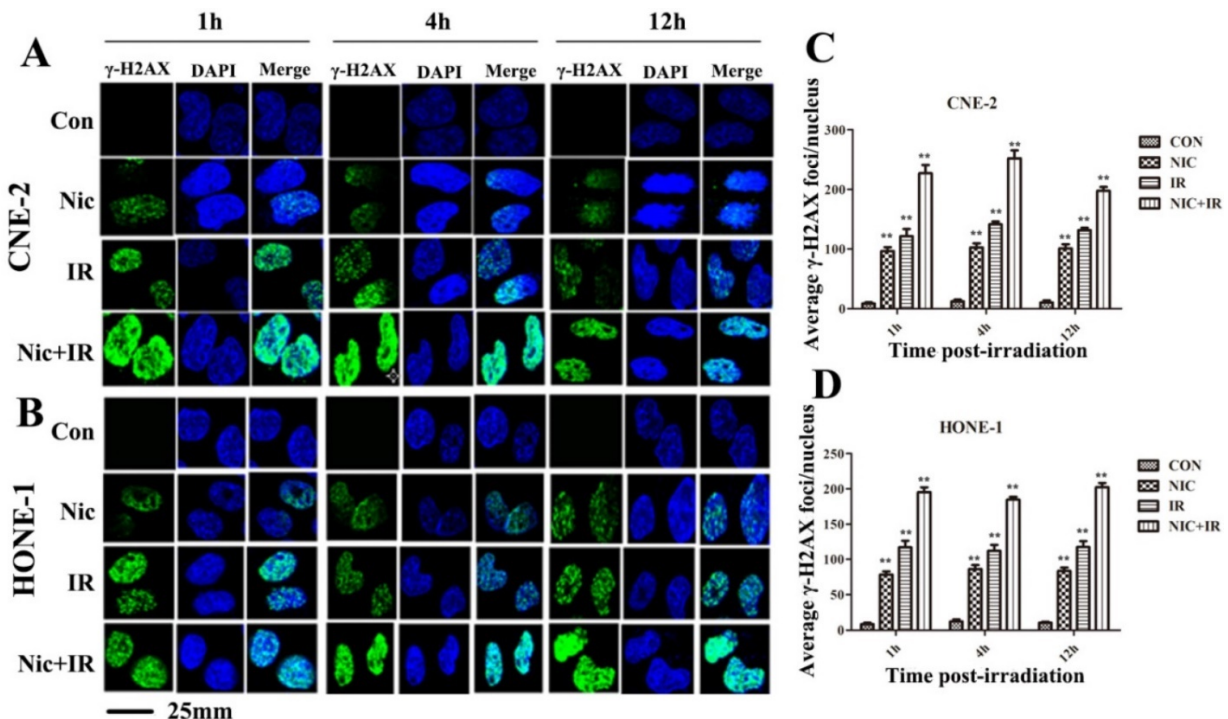 1h 4h 12h
A
γ-H2AX DAPI Merge γ-H2AX DAPI Merge γ-H2AX DAPI Merge
CNE-2
Con
Nic
IR
Nic+IR
B
HONE-1
Con
Nic
IR
Nic+IR
25mm
C
CNE-2
Average γ-H2AX foci/nucleus
300
200
100
0
** ** ** **
** ** ** **
** **
** **
1h 4h 12h
Time post-irradiation
CON
NIC
IR
NIC+IR
D
HONE-1
Average γ-H2AX foci/nucleus
250
200
150
100
50
0
** ** **
** ** **
** ** **
1h 4h 12h
Time post-irradiation
CON
NIC
IR
NIC+IR